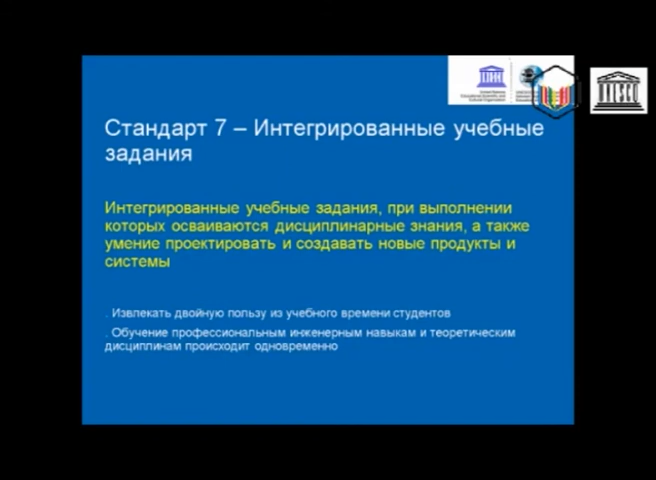 UNESCO
Стандарт 7 – Интегрированные учебные
задания
Интегрированные учебные задания, при выполнении
которых осваиваются дисциплинарные знания, а также
умение проектировать и создавать новые продукты и
системы
. Извлекать двойную пользу из учебного времени студентов
. Обучение профессиональным инженерным навыкам и теоретическим
дисциплинам происходит одновременно